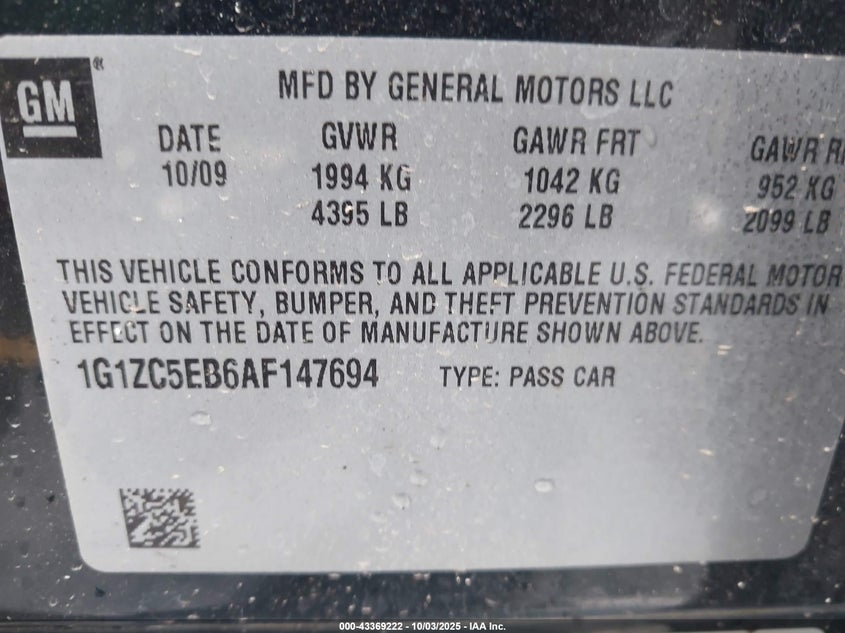 GM®
MFD BY GENERAL MOTORS LLC
DATE GVWR GAWR FRT GAWR
10/09 1994 KG 1042 KG 952 KG
4395 LB 2296 LB 2099 LB
THIS VEHICLE CONFORMS TO ALL APPLICABLE U.S. FEDERAL MOTOR
VEHICLE SAFETY, BUMPER, AND THEFT PREVENTION STANDARDS IN
EFFECT ON THE DATE OF MANUFACTURE SHOWN ABOVE.
1G1ZC5EB6AF147694 TYPE: PASS CAR
000-43369222 - 10/03/2025 - IAA Inc.